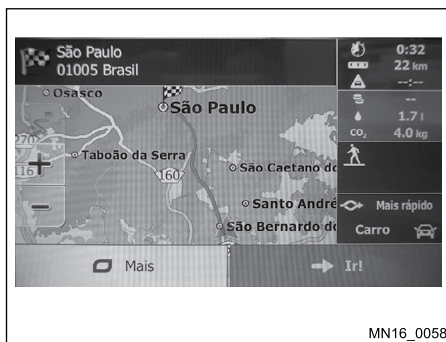 São Paulo
01005 Brasil
0:32
22 km
--:--
--
1.7 l
CO₂ 4.0 kg
Osasco
São Paulo
270
116
Taboão da Serra
160
São Caetano do
Santo André
São Bernardo do
+
−
Mais rápido
Carro
Mais
Ir!
MN16_0058